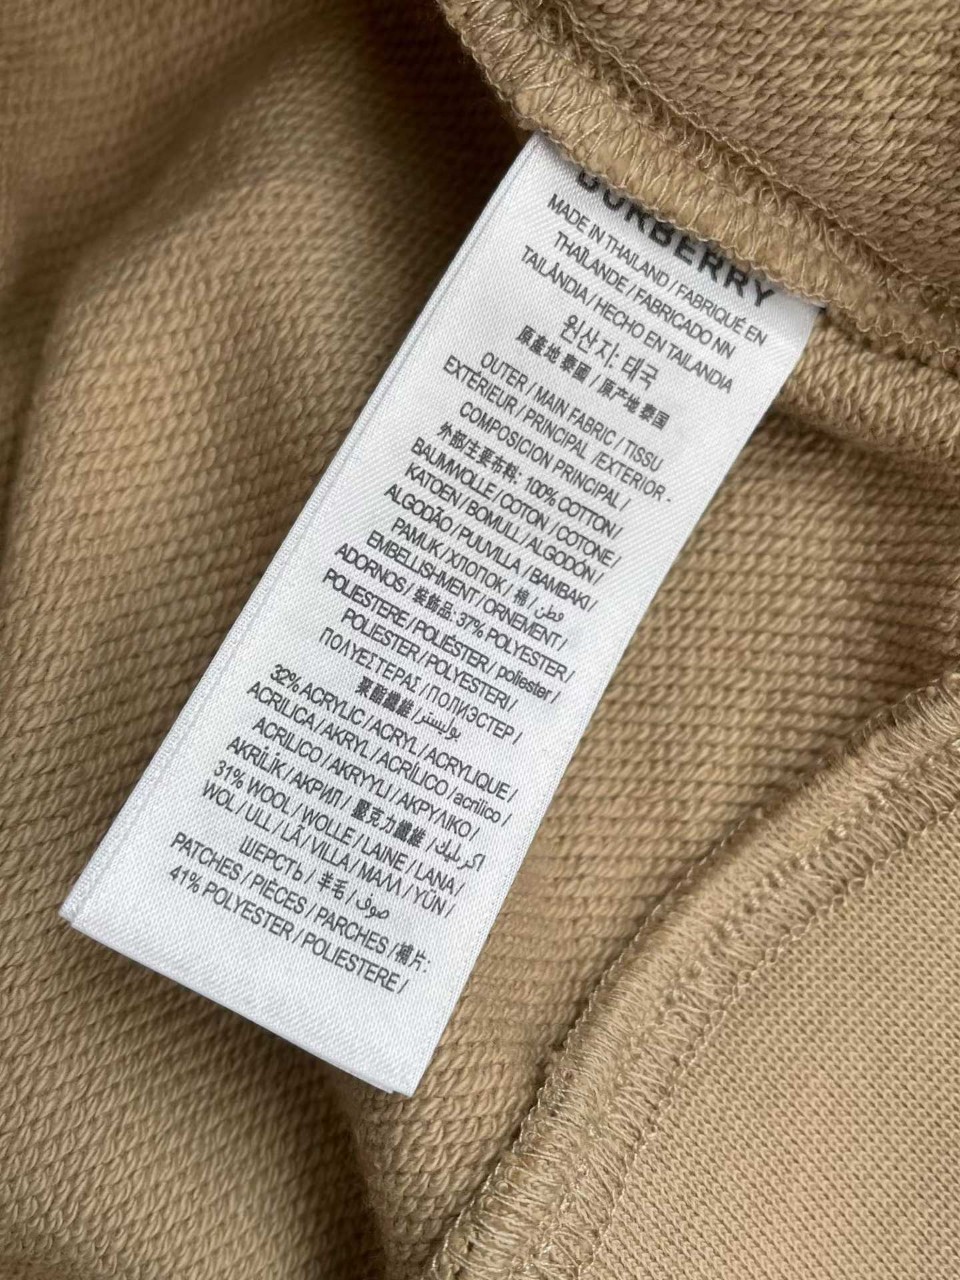 BURBERRY
MADE IN THAILAND / FABRIQUÉ EN
THAÏLANDE / FABRICADO NN
TAILÂNDIA / HECHO EN TAILANDIA
원산지: 태국
原產地 泰國 / 原产地 泰国
OUTER / MAIN FABRIC / TISSU
EXTERIEUR / PRINCIPAL /EXTERIOR -
COMPOSICION PRINCIPAL /
外部/主要布料: 100% COTTON /
BAUMWOLLE / COTON / COTONE /
KATOEN / BOMULL / ALGODÓN /
ALGODÃO / PUUVILLA / BAMBAKI /
PAMUK / ХЛОПОК / 棉 / قطن /
EMBELLISHMENT / ORNEMENT /
ADORNOS / 装飾品: 37% POLYESTER /
POLIESTERE / POLIÉSTER / poliester /
POLIESTER / POLYESTERI /
ΠΟΛΥΕΣΤΕΡΑΣ / ПОЛИЭСТЕР /
聚酯纖維 / بوليستر
32% ACRYLIC / ACRYL / ACRYLIQUE /
ACRILICA / AKRYL / ACRÍLICO / acrilico /
ACRILICO / AKRYYLI / ΑΚΡΥΛΙΚΟ /
AKRİLİK / АКРИЛ / 壓克力纖維 / اكريليك
31% WOOL / WOLLE / LAINE / LANA /
WOL / ULL / LÃ / VILLA / ΜΑΛΛ / YÜN /
ШЕРСТЬ / 羊毛 / صوف
PATCHES / PIÈCES / PARCHES / 補片:
41% POLYESTER / POLIESTERE /